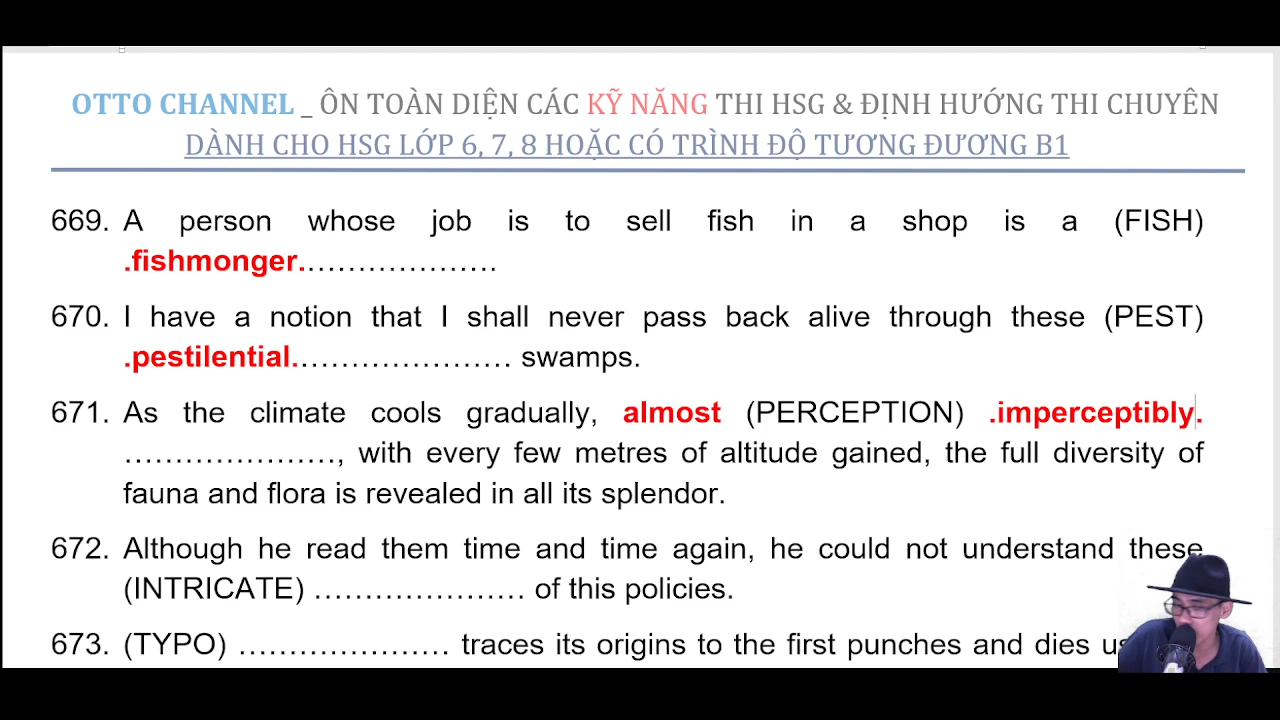 OTTO CHANNEL _ ÔN TOÀN DIỆN CÁC KỸ NĂNG THI HSG & ĐỊNH HƯỚNG THI CHUYÊN
DÀNH CHO HSG LỚP 6, 7, 8 HOẶC CÓ TRÌNH ĐỘ TƯƠNG ĐƯƠNG B1
669. A person whose job is to sell fish in a shop is a (FISH)
.fishmonger.………………….
670. I have a notion that I shall never pass back alive through these (PEST)
.pestilential.………………… swamps.
671. As the climate cools gradually, almost (PERCEPTION) .imperceptibly.
…………………, with every few metres of altitude gained, the full diversity of
fauna and flora is revealed in all its splendor.
672. Although he read them time and time again, he could not understand these
(INTRICATE) ………………… of this policies.
673. (TYPO) ………………… traces its origins to the first punches and dies